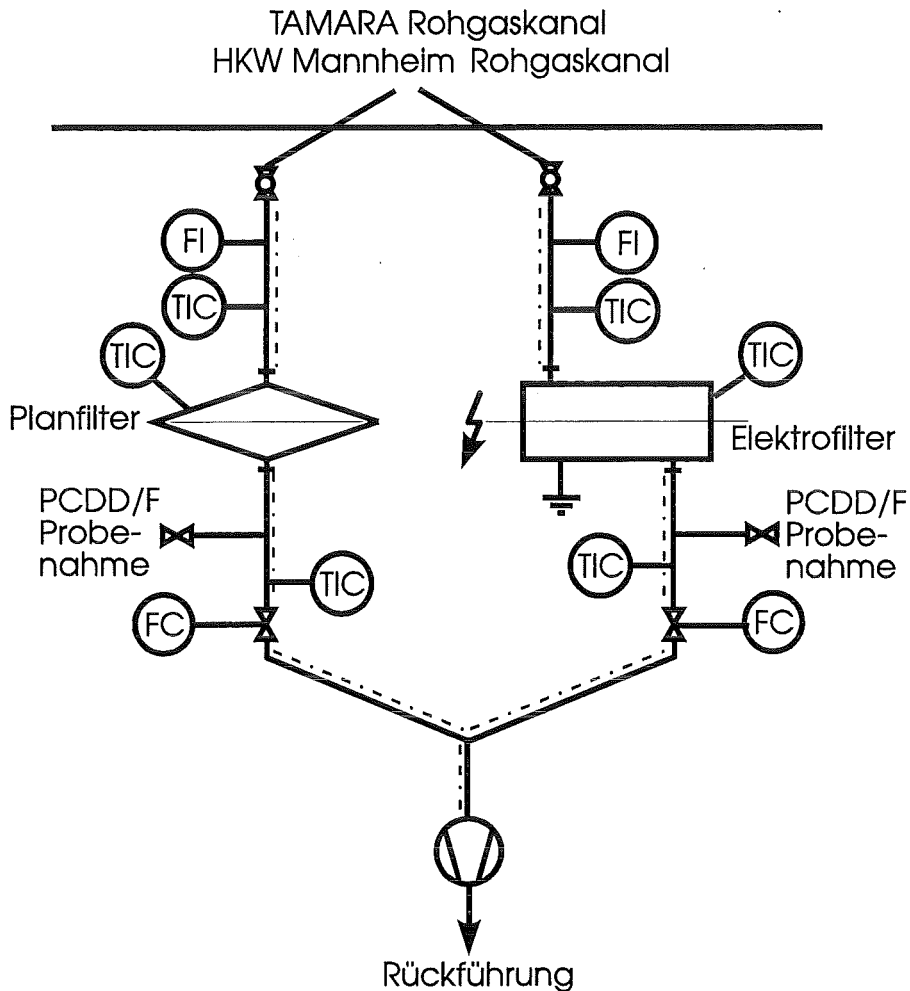 TAMARA Rohgaskanal
HKW Mannheim Rohgaskanal
FI
FI
TIC
TIC
TIC
TIC
Planfilter
Elektrofilter
PCDD/F
Probe-
nahme
PCDD/F
Probe-
nahme
TIC
TIC
FC
FC
Rückführung